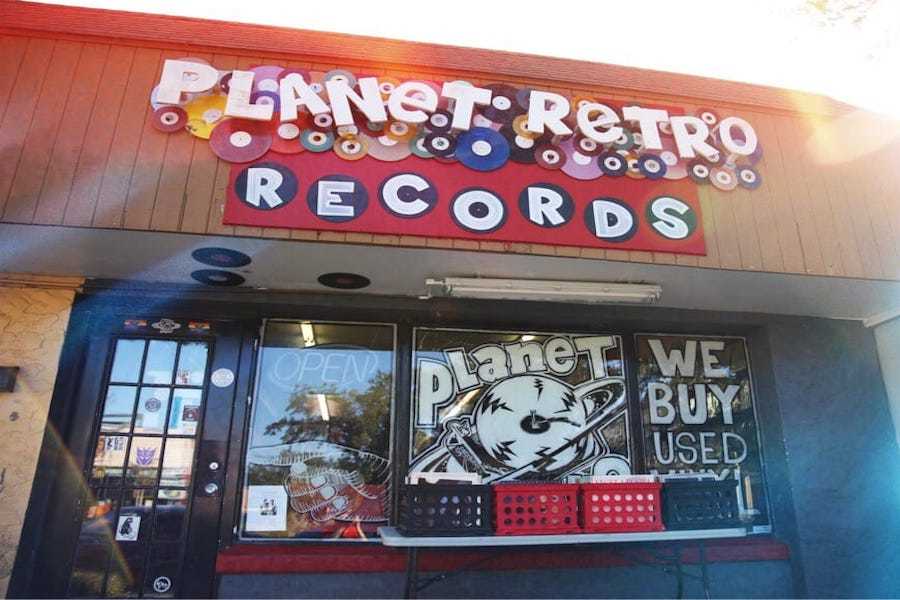 PLANET RETRO
RECORDS
OPEN
PLANET
WE
BUY
USED